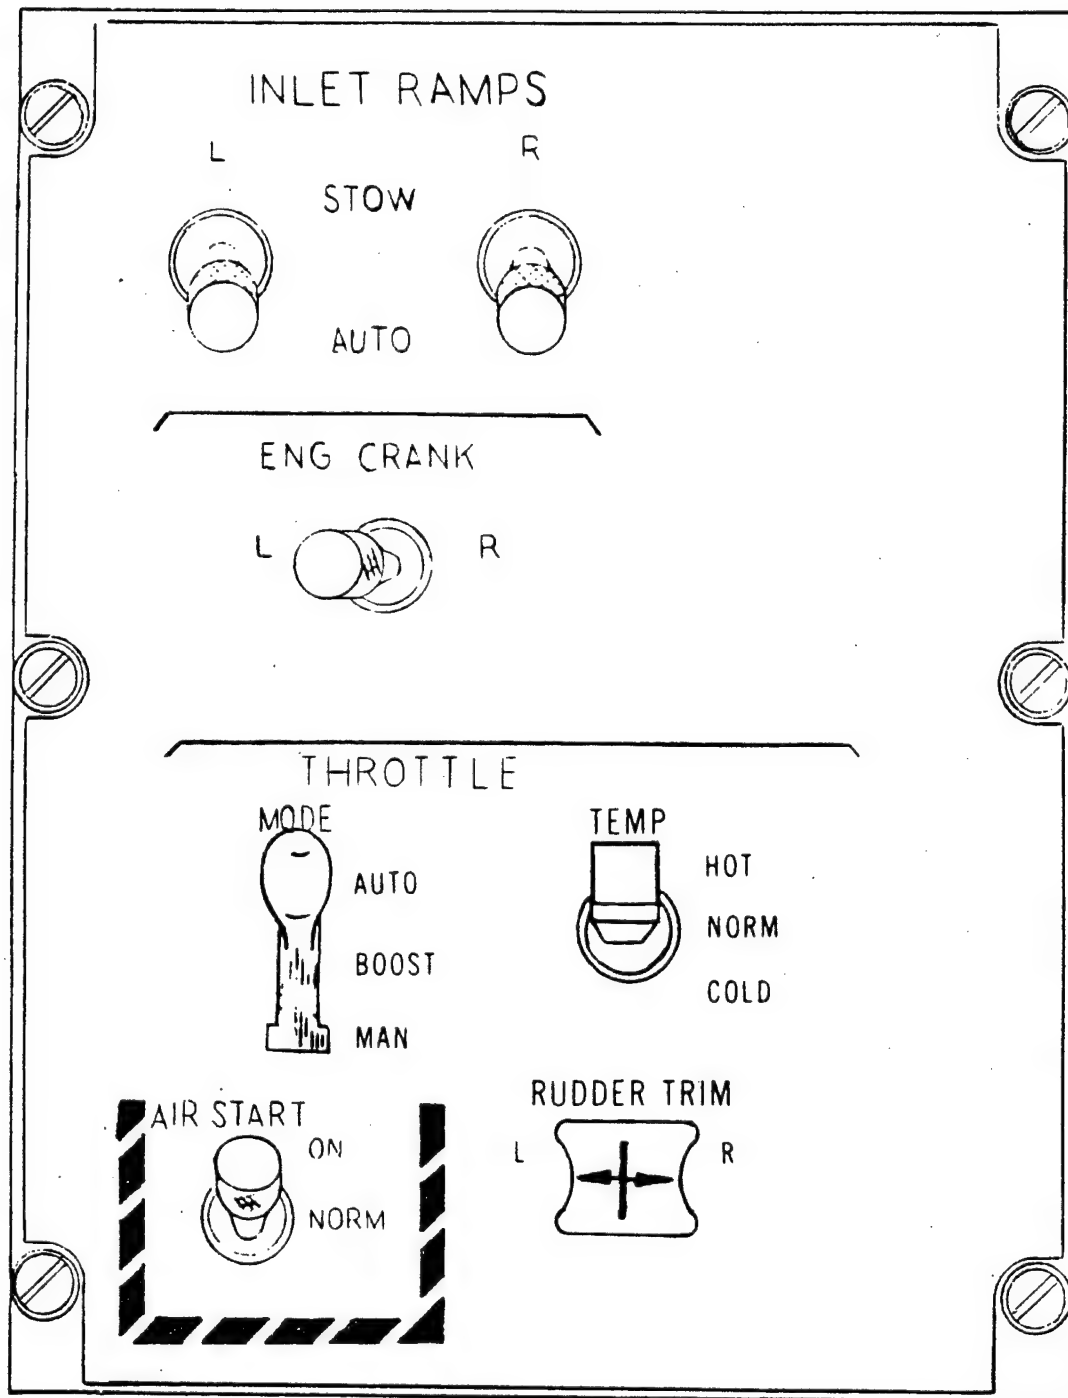 INLET RAMPS
L R
STOW
AUTO
ENG CRANK
L R
THROTTLE
MODE
AUTO
BOOST
MAN
TEMP
HOT
NORM
COLD
AIR START
ON
NORM
RUDDER TRIM
L R